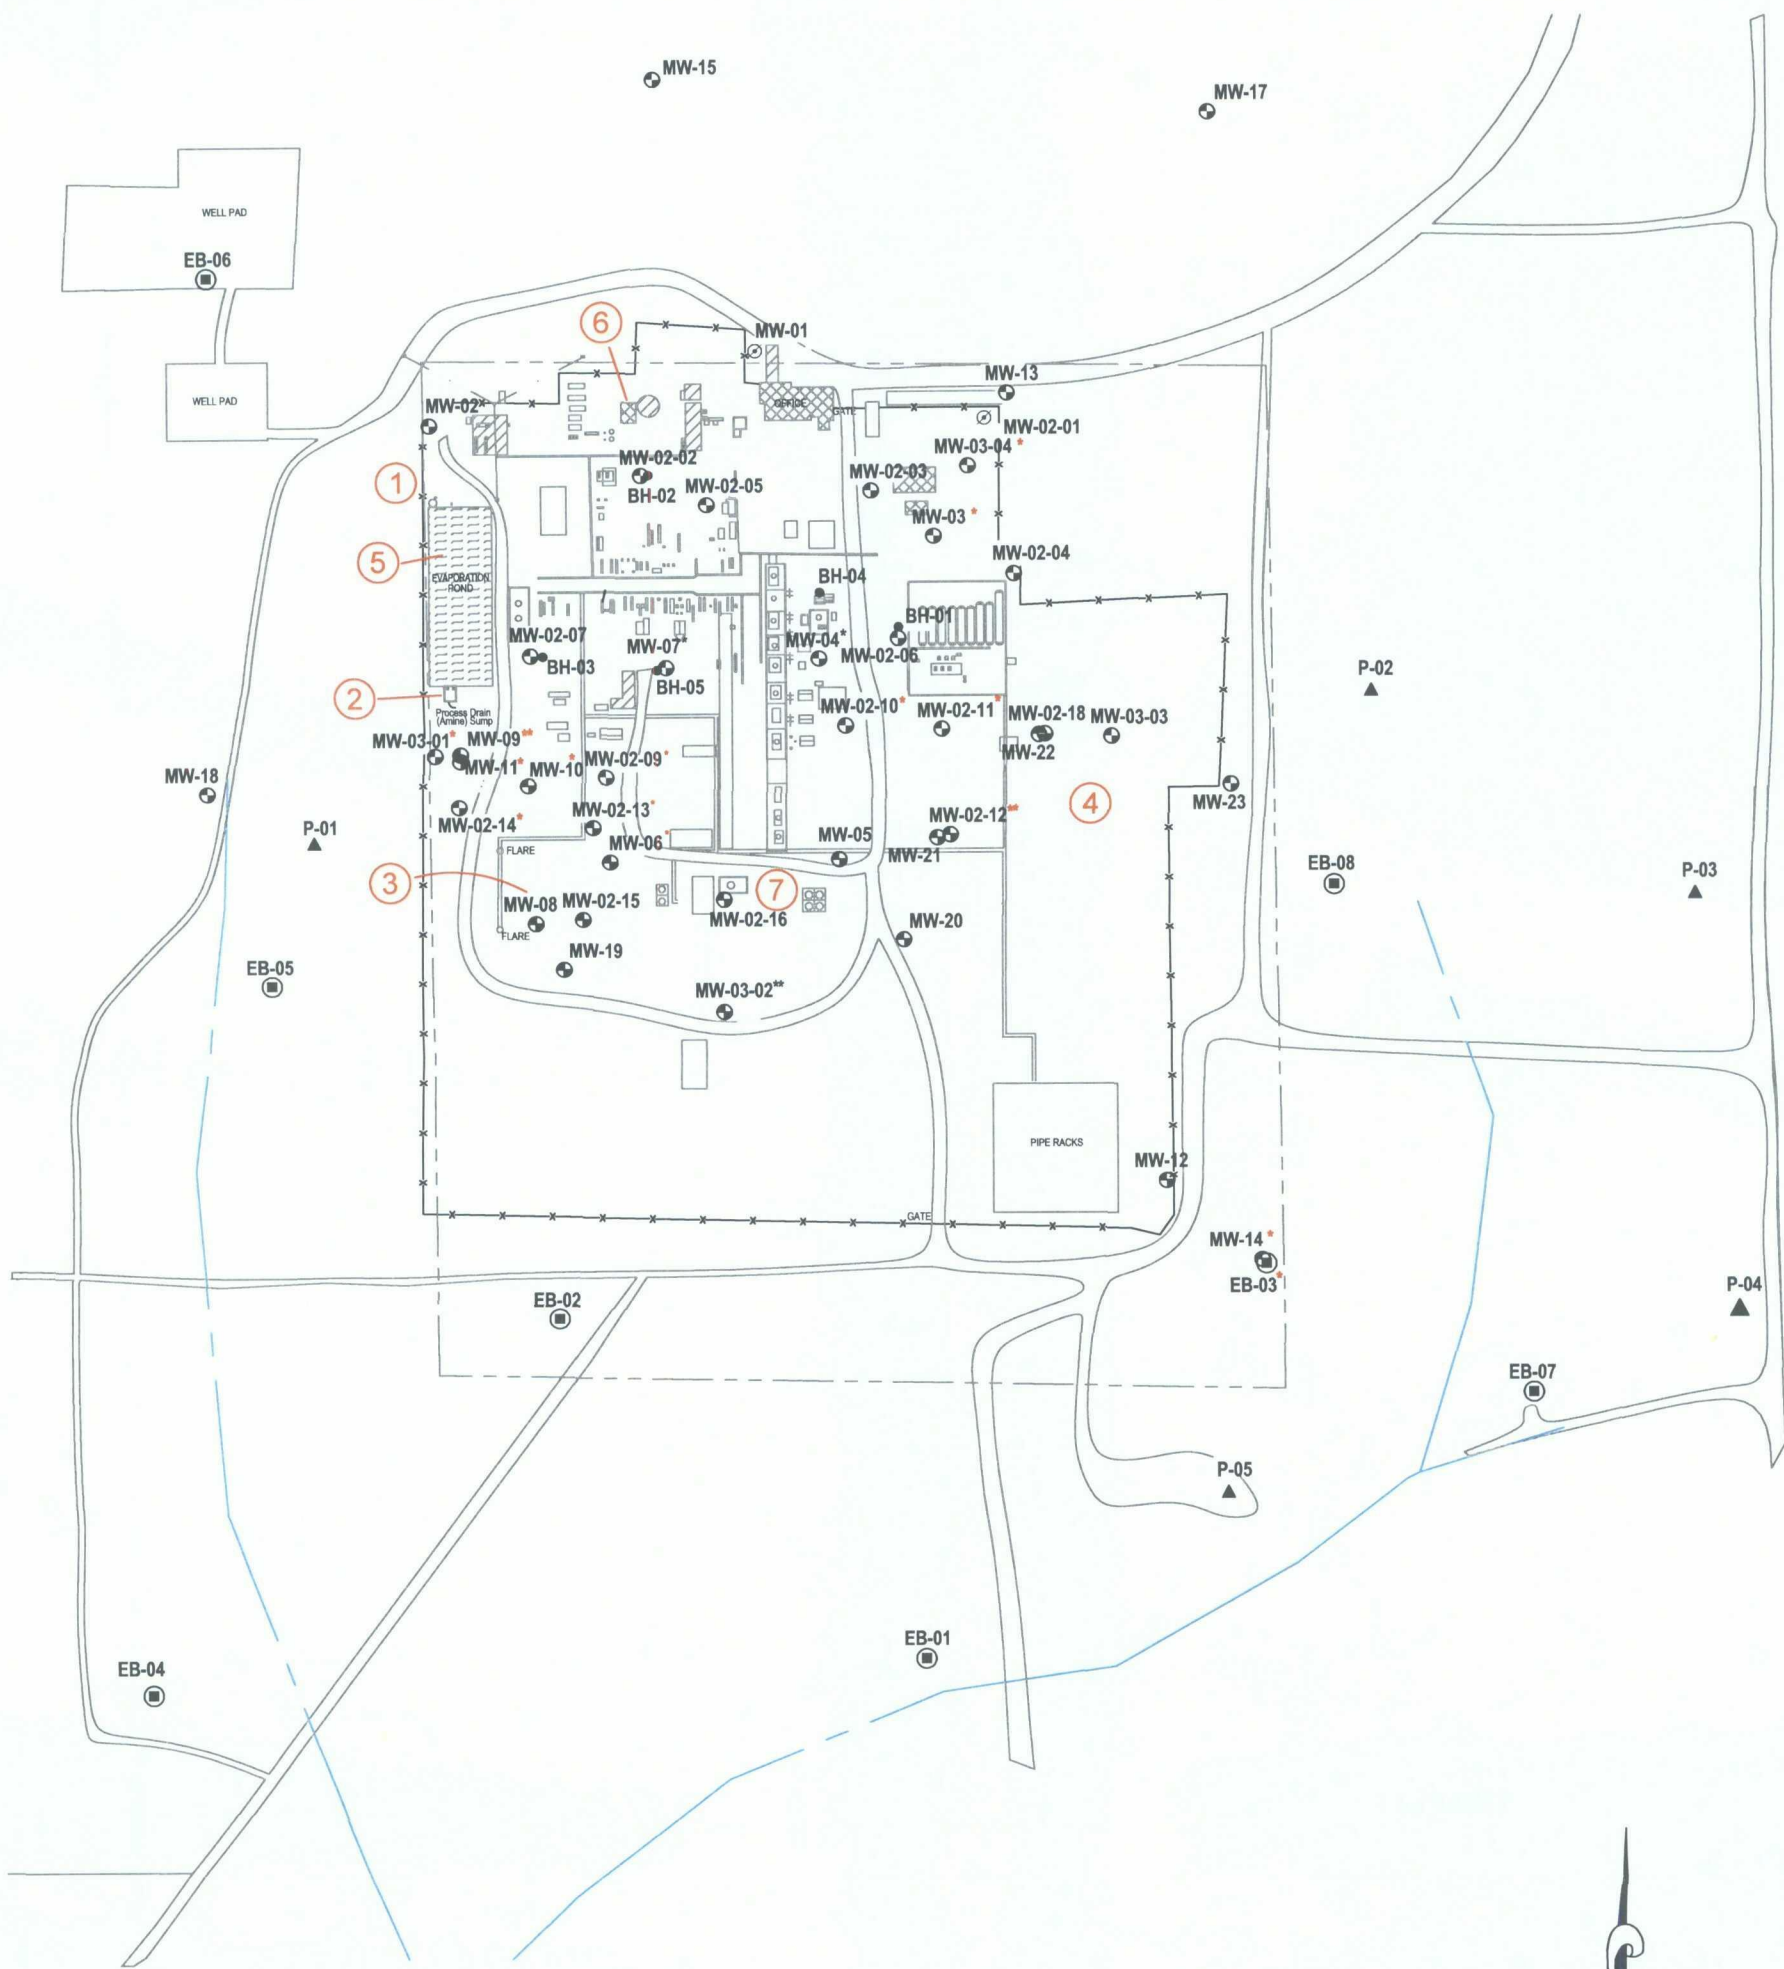 MW-15
MW-17
WELL PAD
EB-06
6
MW-01
WELL PAD
MW-13
OFFICE
GATE
MW-02
MW-02-01
MW-03-04*
MW-02-02
MW-02-03
1
MW-02-05
BH-02
MW-03*
5
MW-02-04
EVAPORATION
POND
BH-04
BH-01
MW-02-07
MW-07*
MW-04*
MW-02-06
BH-03
P-02
BH-05
2
Process Drain
(Amine) Sump
MW-02-10*
MW-02-11*
MW-02-18
MW-03-03
MW-03-01*
MW-09**
MW-22
MW-02-09*
MW-11*
MW-10*
MW-18
4
MW-23
MW-02-13*
MW-02-12**
MW-02-14*
P-01
MW-06*
MW-05
FLARE
MW-21
EB-08
P-03
3
7
MW-08
MW-02-15
MW-02-16
MW-20
FLARE
MW-19
EB-05
MW-03-02**
PIPE RACKS
MW-12
GATE
MW-14*
EB-03*
P-04
EB-02
EB-07
P-05
EB-01
EB-04